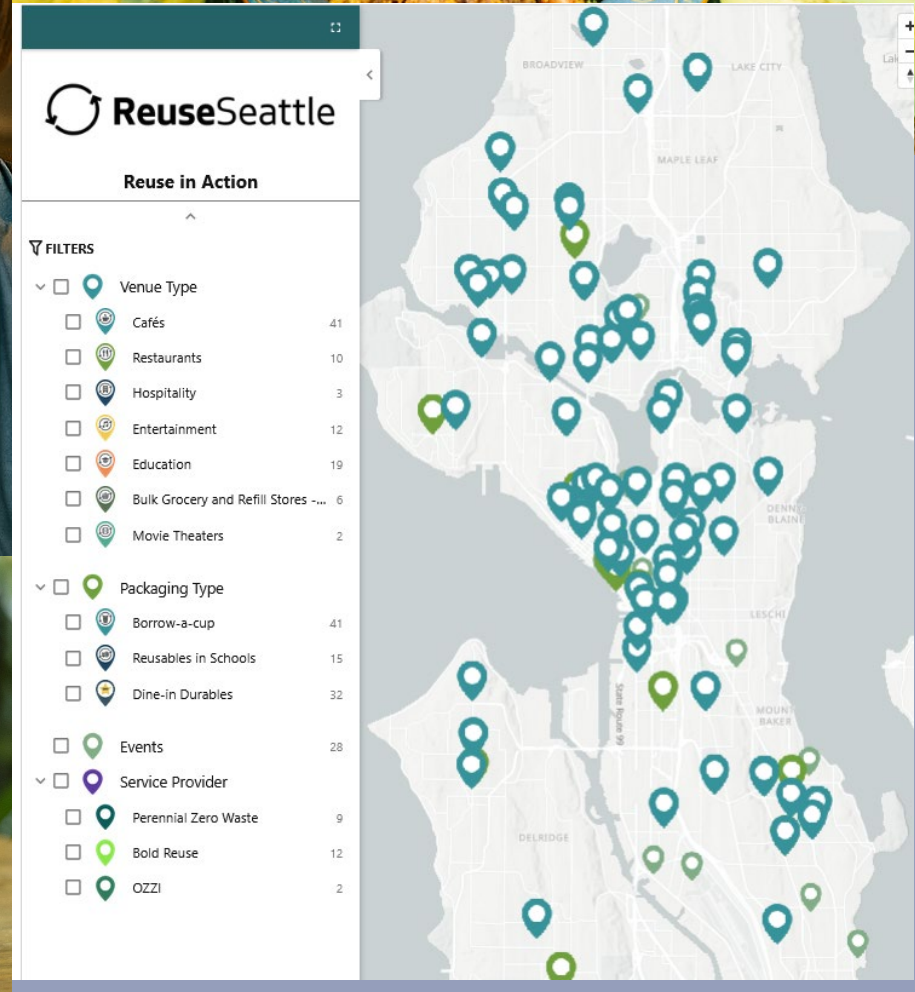 ReuseSeattle
Reuse in Action
FILTERS
Venue Type
Cafés 41
Restaurants 10
Hospitality 3
Entertainment 12
Education 19
Bulk Grocery and Refill Stores -... 6
Movie Theaters 2
Packaging Type
Borrow-a-cup 41
Reusables in Schools 15
Dine-in Durables 32
Events 28
Service Provider
Perennial Zero Waste 9
Bold Reuse 12
OZZI 2
BROADVIEW
LAKE CITY
Lak
MAPLE LEAF
DENNY
BLAINE
LESCHI
State Route 99
MOUNT
BAKER
DELRIDGE